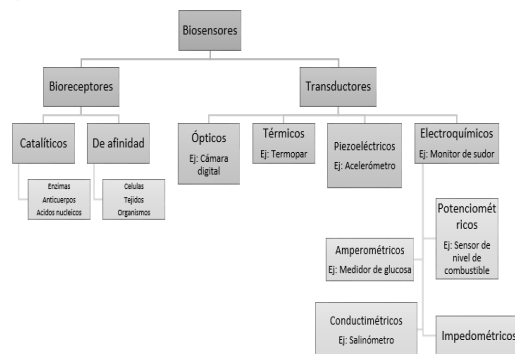 Biosensores
Bioreceptores
Transductores
Catalíticos
De afinidad
Ópticos
Ej: Cámara
digital
Térmicos
Ej: Termopar
Piezoeléctricos
Ej: Acelerómetro
Electroquímicos
Ej: Monitor de sudor
Enzimas
Anticuerpos
Acidos nucleicos
Celulas
Tejidos
Organismos
Potenciomét
ricos
Ej: Sensor de
nivel de
combustible
Amperométricos
Ej: Medidor de glucosa
Conductimétricos
Ej: Salinómetro
Impedométricos